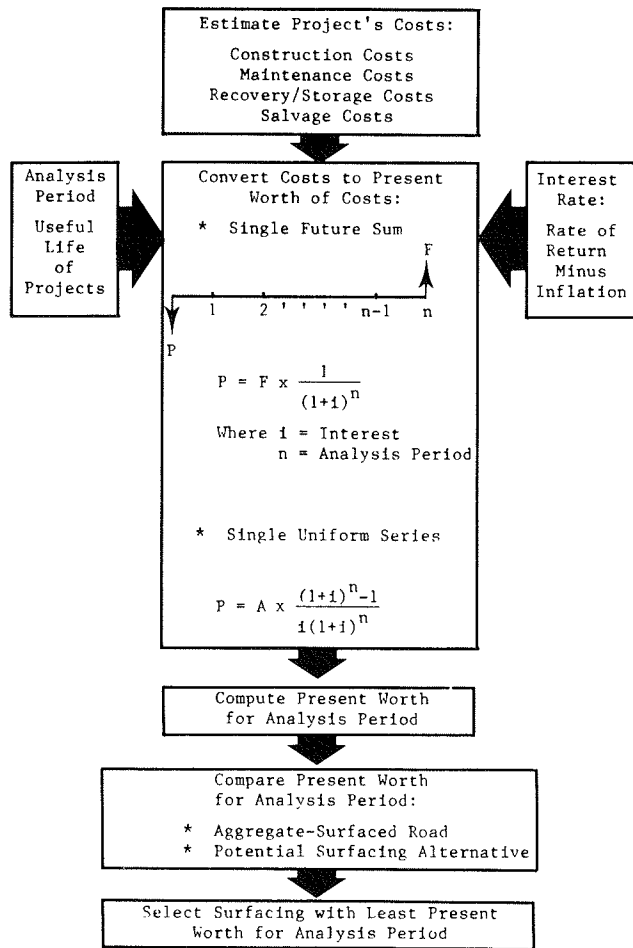 Estimate Project's Costs:
Construction Costs
Maintenance Costs
Recovery/Storage Costs
Salvage Costs
Analysis
Period
Useful
Life
of
Projects
Convert Costs to Present
Worth of Costs:
* Single Future Sum
F
1 2 ' ' ' ' n-1 n
P
P = F x 1/(1+i)^n
Where i = Interest
n = Analysis Period
* Single Uniform Series
P = A x (1+i)^n-1/i(1+i)^n
Interest
Rate:
Rate of
Return
Minus
Inflation
Compute Present Worth
for Analysis Period
Compare Present Worth
for Analysis Period:
* Aggregate-Surfaced Road
* Potential Surfacing Alternative
Select Surfacing with Least Present
Worth for Analysis Period